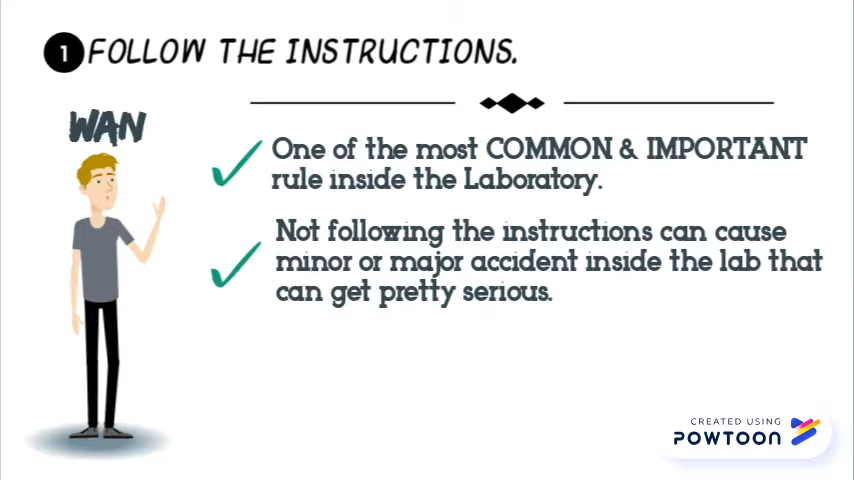 1 FOLLOW THE INSTRUCTIONS.
WAN
One of the most COMMON & IMPORTANT
rule inside the Laboratory.
Not following the instructions can cause
minor or major accident inside the lab that
can get pretty serious.
CREATED USING
POWTOON